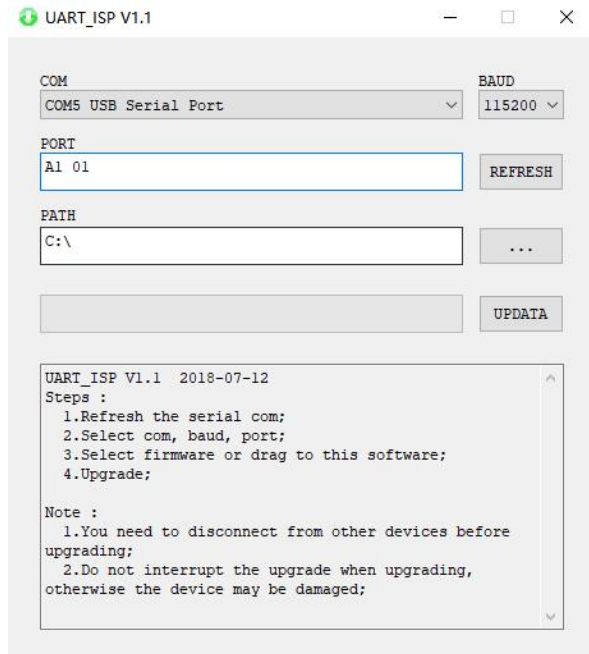 UART_ISP V1.1
COM
BAUD
COM5 USB Serial Port
115200
PORT
A1 01
REFRESH
PATH
C:\
...
UPDATA
UART_ISP V1.1  2018-07-12
Steps :
1.Refresh the serial com;
2.Select com, baud, port;
3.Select firmware or drag to this software;
4.Upgrade;
Note :
1.You need to disconnect from other devices before
upgrading;
2.Do not interrupt the upgrade when upgrading,
otherwise the device may be damaged;